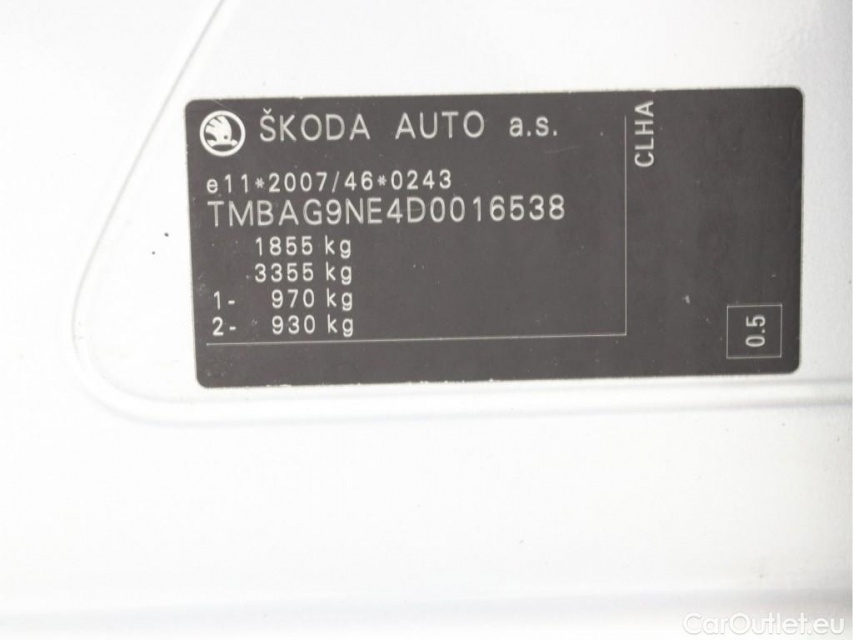 ŠKODA AUTO a.s.
e11*2007/46*0243
TMBAG9NE4D0016538
1855 kg
3355 kg
1- 970 kg
2- 930 kg
CLHA
0.5
CarOutlet.eu